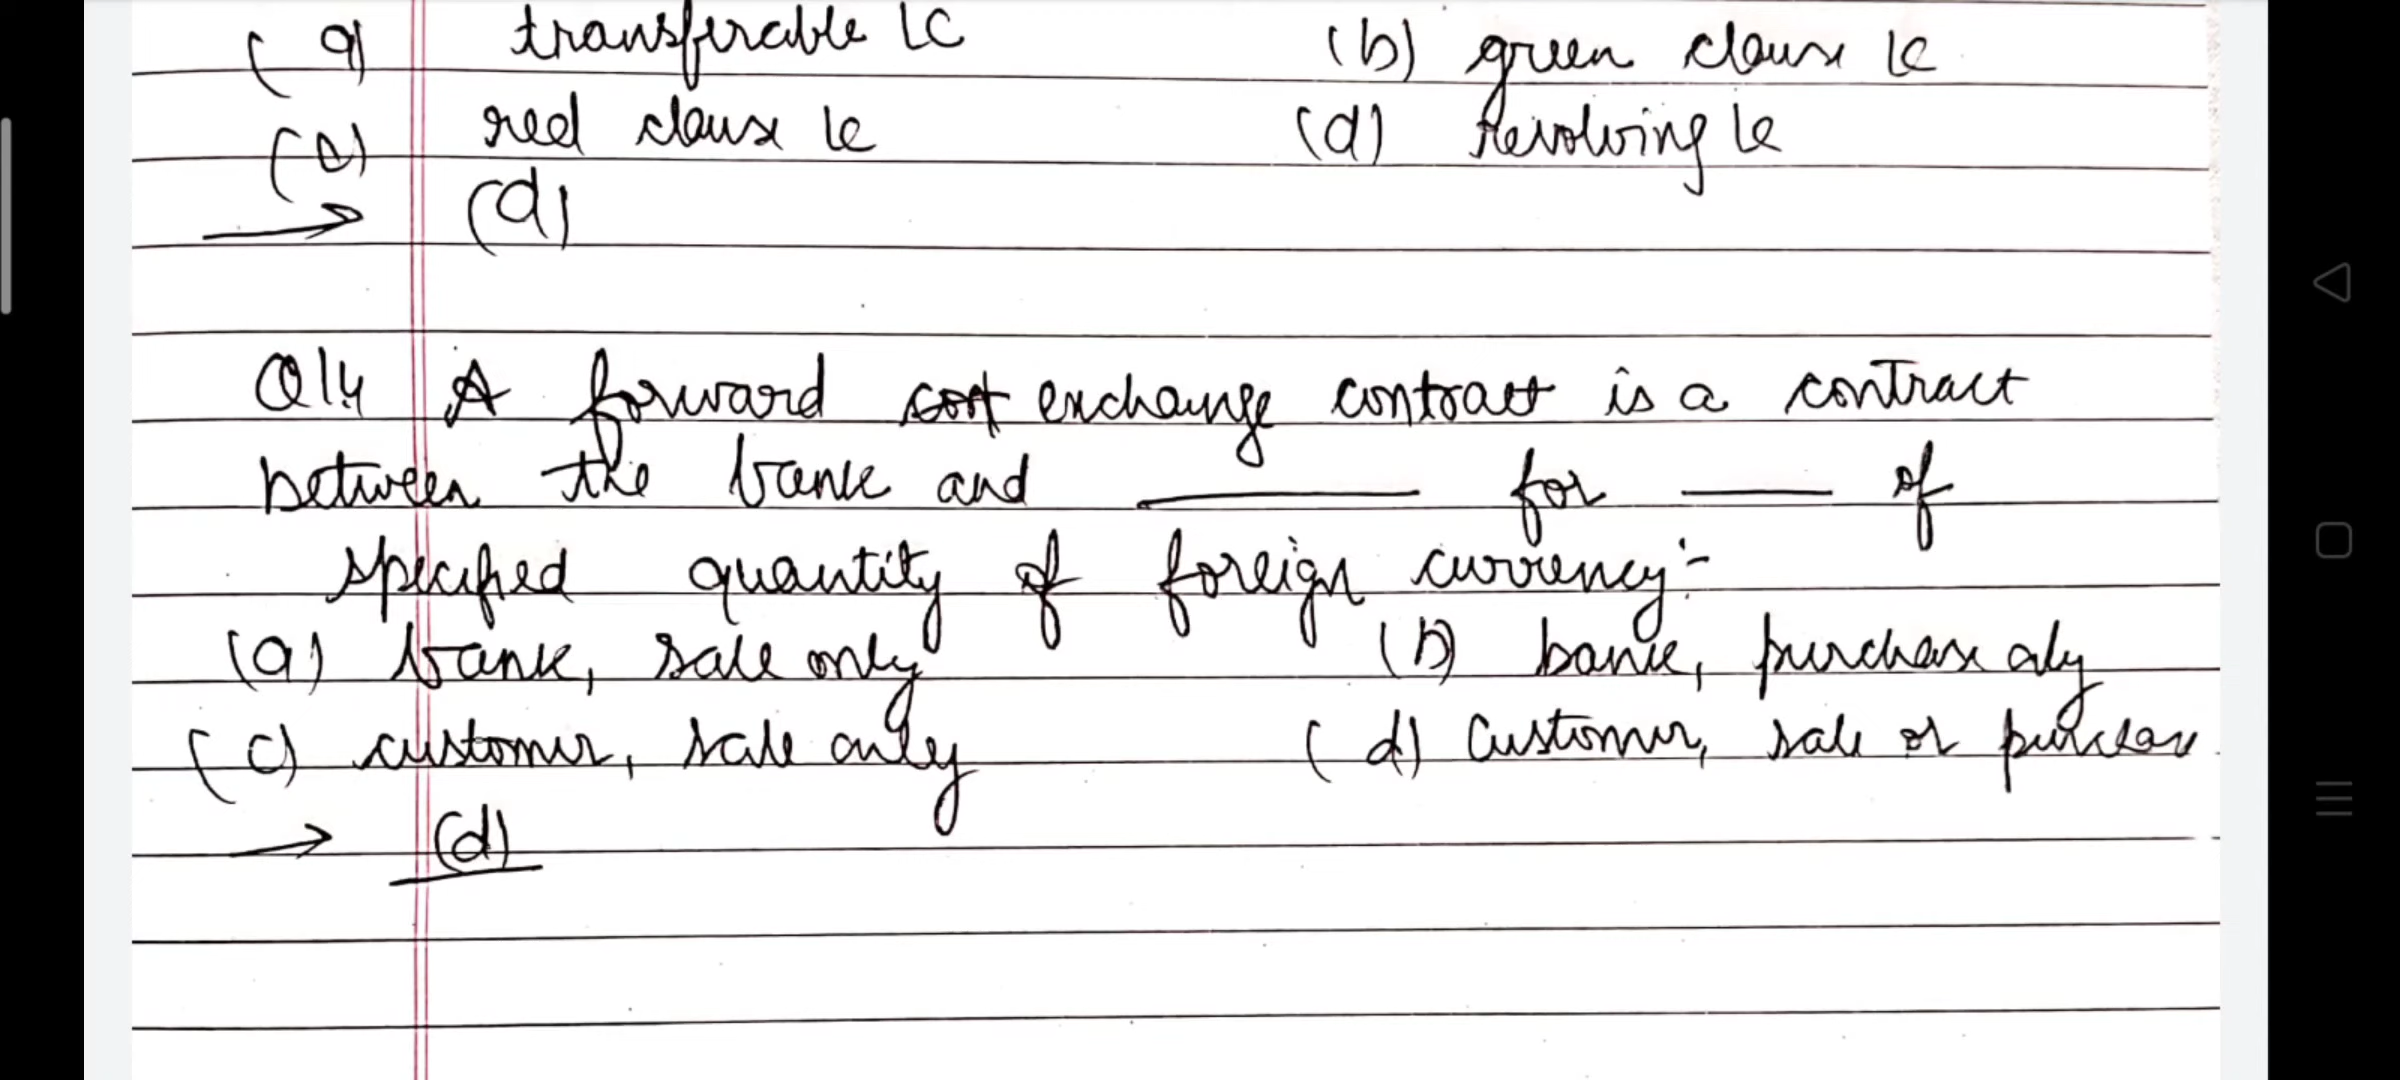 (a) transferable LC (b) green clause LC
(c) red clause LC (d) Revolving LC
→ (d)
Q14 A forward cost exchange contract is a contract
between the bank and ______ for ____ of
specified quantity of foreign currency:-
(a) bank, sale only (b) bank, purchase only
(c) customer, sale only (d) Customer, sale or purchase
→ (d)